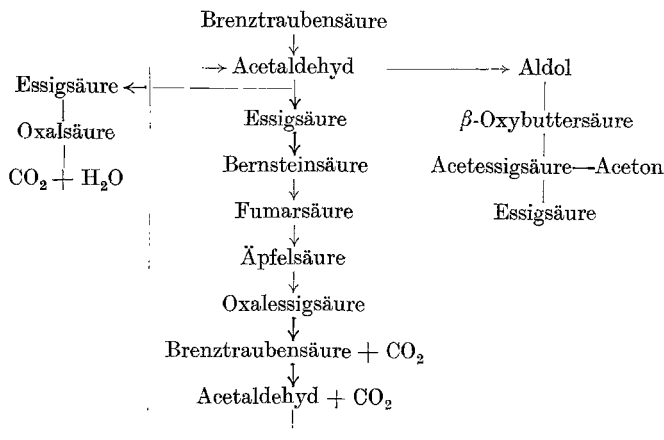 Brenztraubensäure
Acetaldehyd
Aldol
Essigsäure
Essigsäure
β-Oxybuttersäure
Oxalsäure
Bernsteinsäure
Acetessigsäure—Aceton
CO₂ + H₂O
Fumarsäure
Essigsäure
Äpfelsäure
Oxalessigsäure
Brenztraubensäure + CO₂
Acetaldehyd + CO₂